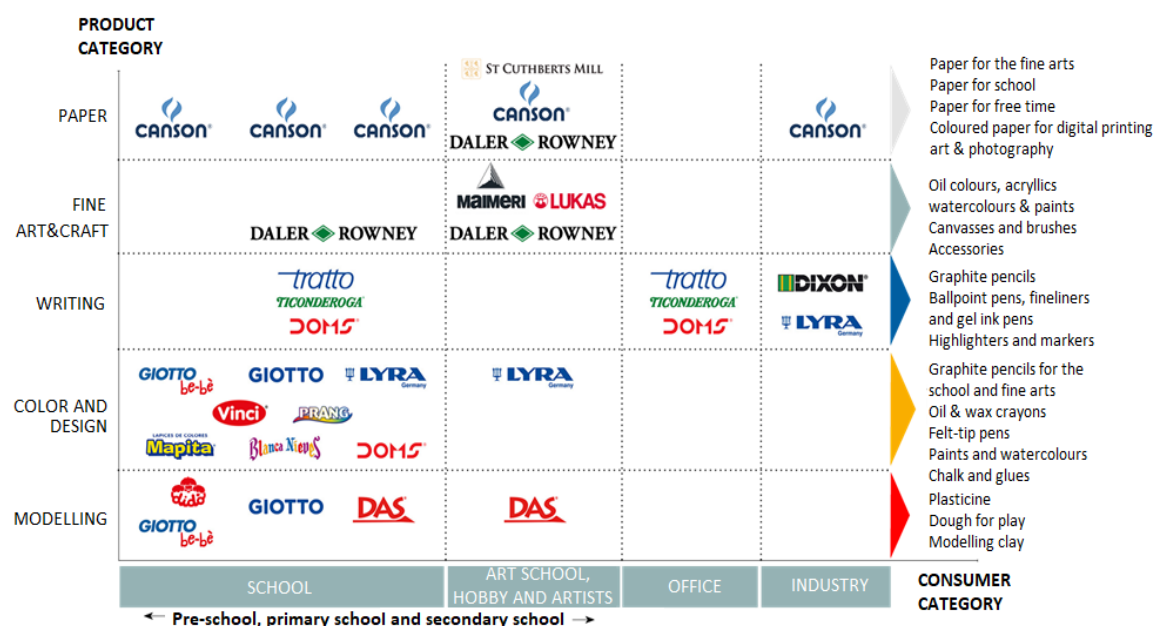 PRODUCT
CATEGORY
PAPER
CANSON®
CANSON®
CANSON®
ST CUTHBERTS MILL
CANSON®
DALER ROWNEY
CANSON®
Paper for the fine arts
Paper for school
Paper for free time
Coloured paper for digital printing
art & photography
FINE
ART&CRAFT
DALER ROWNEY
MAIMERI LUKAS
DALER ROWNEY
Oil colours, acryllics
watercolours & paints
Canvasses and brushes
Accessories
WRITING
tratto
TICONDEROGA
DOMS
tratto
TICONDEROGA
DOMS
DIXON®
LYRA
Germany
Graphite pencils
Ballpoint pens, fineliners
and gel ink pens
Highlighters and markers
COLOR AND
DESIGN
GIOTTO
be-bè
GIOTTO
LYRA
Germany
Vinci
PRANG
LAPICES DE COLORES
Mapita
Blanca Nieves
DOMS
LYRA
Germany
Graphite pencils for the
school and fine arts
Oil & wax crayons
Felt-tip pens
Paints and watercolours
Chalk and glues
MODELLING
GIOTTO
be-bè
GIOTTO
DAS
DAS
Plasticine
Dough for play
Modelling clay
SCHOOL
ART SCHOOL,
HOBBY AND ARTISTS
OFFICE
INDUSTRY
CONSUMER
CATEGORY
← Pre-school, primary school and secondary school →